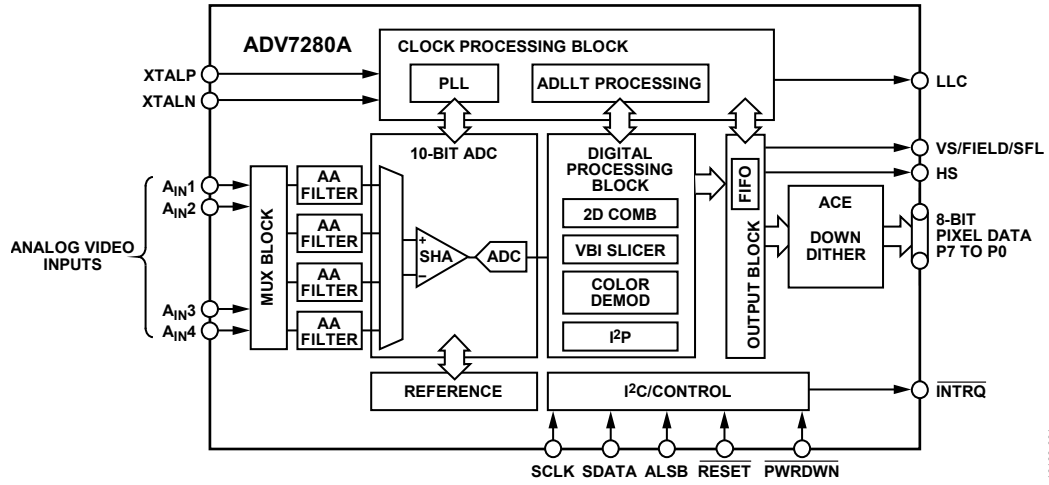 ADV7280A
CLOCK PROCESSING BLOCK
PLL
ADLLT PROCESSING
XTALP
XTALN
LLC
10-BIT ADC
DIGITAL
PROCESSING
BLOCK
2D COMB
VBI SLICER
COLOR
DEMOD
I2P
OUTPUT BLOCK
FIFO
VS/FIELD/SFL
HS
ACE
DOWN
DITHER
8-BIT
PIXEL DATA
P7 TO P0
ANALOG VIDEO
INPUTS
AIN1
AIN2
AIN3
AIN4
MUX BLOCK
AA
FILTER
AA
FILTER
AA
FILTER
AA
FILTER
+
SHA
–
ADC
REFERENCE
I2C/CONTROL
INTRQ
SCLK
SDATA
ALSB
RESET
PWRDWN